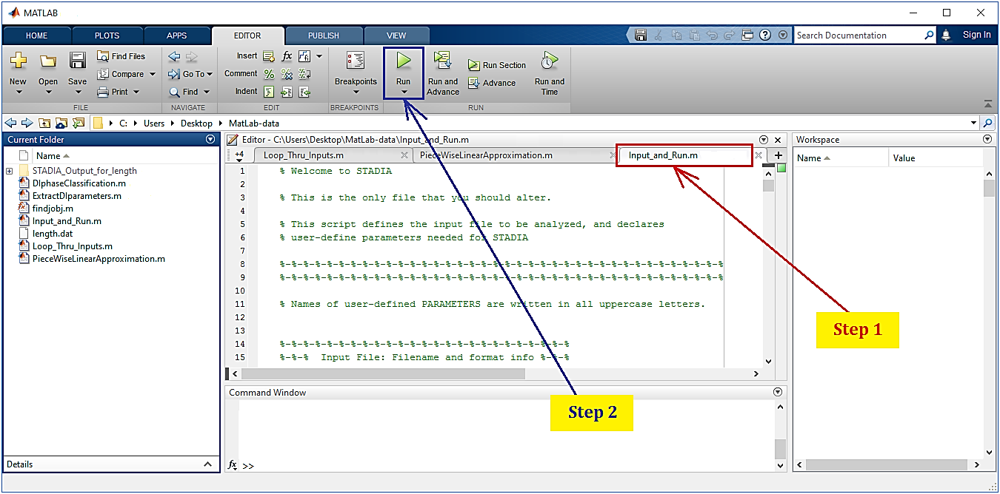 MATLAB
HOME PLOTS APPS EDITOR PUBLISH VIEW Search Documentation Sign In
New Open Save Find Files Compare Print
FILE
Go To Find
NAVIGATE
Insert fx
Comment
Indent
EDIT
Breakpoints
BREAKPOINTS
Run Run and Advance Run Section Advance Run and Time
RUN
C: Users Desktop MatLab-data
Current Folder
Name
STADIA_Output_for_length
DIphaseClassification.m
ExtractDIparameters.m
findjobj.m
Input_and_Run.m
length.dat
Loop_Thru_Inputs.m
PieceWiseLinearApproximation.m
Details
Editor - C:\Users\Desktop\MatLab-data\Input_and_Run.m
+4 Loop_Thru_Inputs.m PieceWiseLinearApproximation.m Input_and_Run.m
1 % Welcome to STADIA
2
3 % This is the only file that you should alter.
4
5 % This script defines the input file to be analyzed, and declares
6 % user-define parameters needed for STADIA
7
8 %-%-%-%-%-%-%-%-%-%-%-%-%-%-%-%-%-%-%-%-%-%-%-%-%-%-%-%-%-%-%-%-%-%-%-%-%-%
9 %-%-%-%-%-%-%-%-%-%-%-%-%-%-%-%-%-%-%-%-%-%-%-%-%-%-%-%-%-%-%-%-%-%-%-%-%-%
10
11 % Names of user-defined PARAMETERS are written in all uppercase letters.
12
13
14 %-%-%-%-%-%-%-%-%-%-%-%-%-%-%-%-%-%-%-%-%-%-%-%-%
15 %-%-% Input File: Filename and format info %-%-%
Command Window
fx >>
Workspace
Name Value
Step 1
Step 2